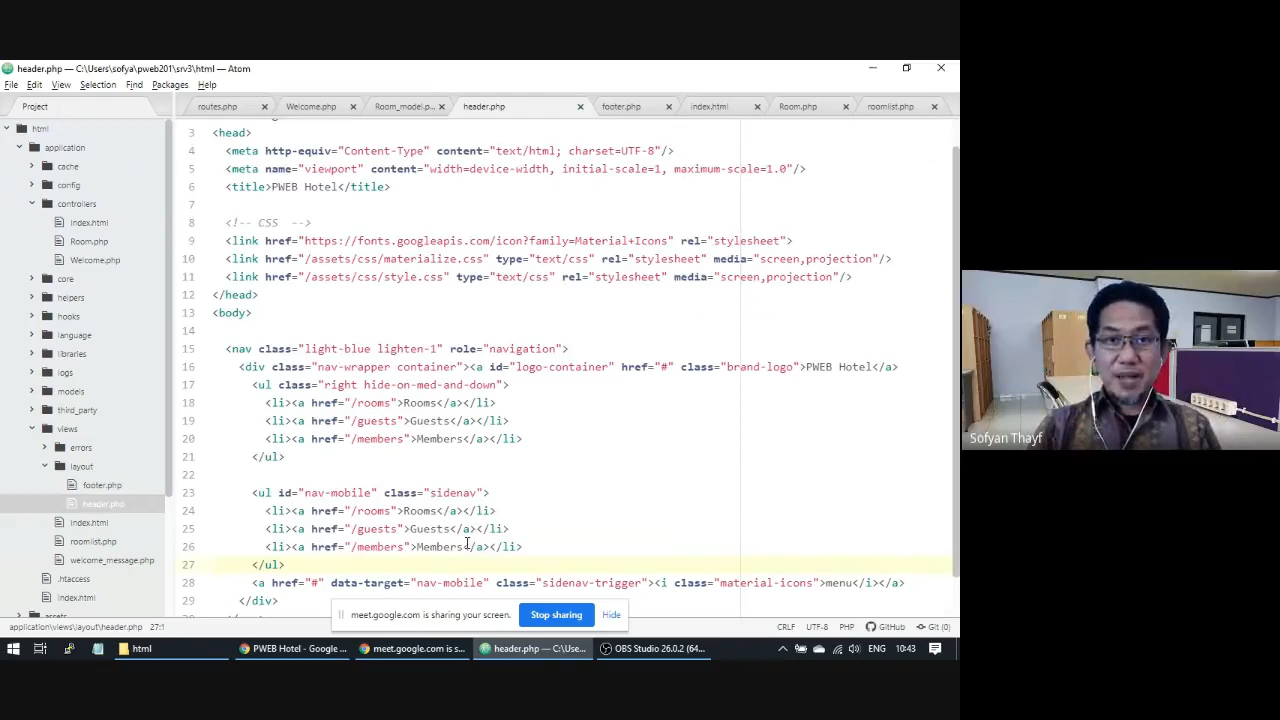 header.php — C:\Users\sofya\pweb201\srv3\html — Atom
File Edit View Selection Find Packages Help
Project
routes.php
Welcome.php
Room_model.p...
header.php
footer.php
index.html
Room.php
roomlist.php
html
application
cache
config
controllers
index.html
Room.php
Welcome.php
core
helpers
hooks
language
libraries
logs
models
third_party
views
errors
layout
footer.php
header.php
index.html
roomlist.php
welcome_message.php
.htaccess
index.html
assets
3 <head>
4 <meta http-equiv="Content-Type" content="text/html; charset=UTF-8"/>
5 <meta name="viewport" content="width=device-width, initial-scale=1, maximum-scale=1.0"/>
6 <title>PWEB Hotel</title>
7
8 <!-- CSS -->
9 <link href="https://fonts.googleapis.com/icon?family=Material+Icons" rel="stylesheet">
10 <link href="/assets/css/materialize.css" type="text/css" rel="stylesheet" media="screen,projection"/>
11 <link href="/assets/css/style.css" type="text/css" rel="stylesheet" media="screen,projection"/>
12 </head>
13 <body>
14
15 <nav class="light-blue lighten-1" role="navigation">
16 <div class="nav-wrapper container"><a id="logo-container" href="#" class="brand-logo">PWEB Hotel</a>
17 <ul class="right hide-on-med-and-down">
18 <li><a href="/rooms">Rooms</a></li>
19 <li><a href="/guests">Guests</a></li>
20 <li><a href="/members">Members</a></li>
21 </ul>
22
23 <ul id="nav-mobile" class="sidenav">
24 <li><a href="/rooms">Rooms</a></li>
25 <li><a href="/guests">Guests</a></li>
26 <li><a href="/members">Members</a></li>
27 </ul>
28 <a href="#" data-target="nav-mobile" class="sidenav-trigger"><i class="material-icons">menu</i></a>
29 </div>
meet.google.com is sharing your screen. Stop sharing Hide
application\views\layout\header.php 27:1
CRLF UTF-8 PHP GitHub Git (0)
html
PWEB Hotel - Google ...
meet.google.com is s...
header.php — C:\Use...
OBS Studio 26.0.2 (64...
ENG 10:43
Sofyan Thayf